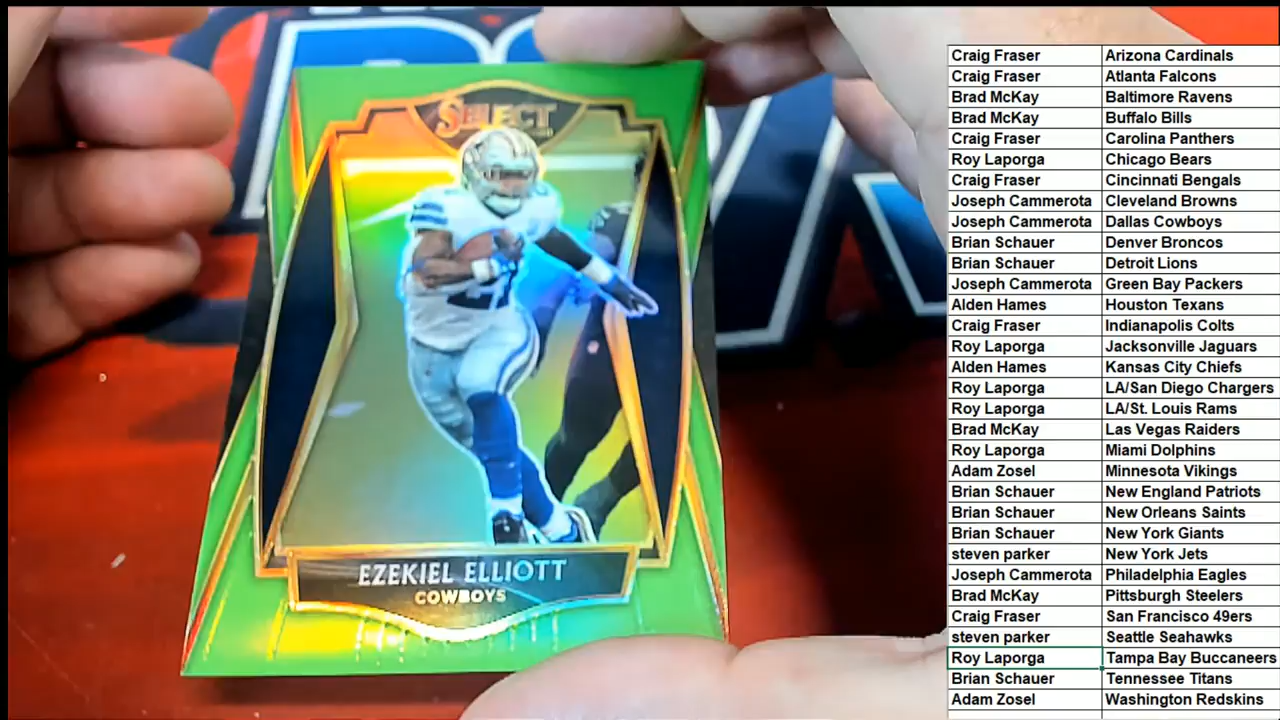 SELECT
EZEKIEL ELLIOTT
COWBOYS
Craig Fraser Arizona Cardinals
Craig Fraser Atlanta Falcons
Brad McKay Baltimore Ravens
Brad McKay Buffalo Bills
Craig Fraser Carolina Panthers
Roy Laporga Chicago Bears
Craig Fraser Cincinnati Bengals
Joseph Cammerota Cleveland Browns
Joseph Cammerota Dallas Cowboys
Brian Schauer Denver Broncos
Brian Schauer Detroit Lions
Joseph Cammerota Green Bay Packers
Alden Hames Houston Texans
Craig Fraser Indianapolis Colts
Roy Laporga Jacksonville Jaguars
Alden Hames Kansas City Chiefs
Roy Laporga LA/San Diego Chargers
Roy Laporga LA/St. Louis Rams
Brad McKay Las Vegas Raiders
Roy Laporga Miami Dolphins
Adam Zosel Minnesota Vikings
Brian Schauer New England Patriots
Brian Schauer New Orleans Saints
Brian Schauer New York Giants
steven parker New York Jets
Joseph Cammerota Philadelphia Eagles
Brad McKay Pittsburgh Steelers
Craig Fraser San Francisco 49ers
steven parker Seattle Seahawks
Roy Laporga Tampa Bay Buccaneers
Brian Schauer Tennessee Titans
Adam Zosel Washington Redskins